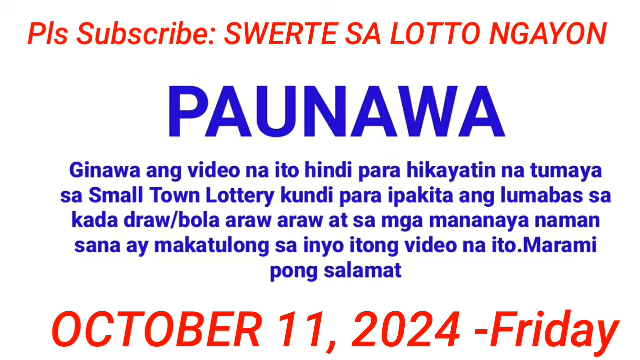 Pls Subscribe: SWERTE SA LOTTO NGAYON
PAUNAWA
Ginawa ang video na ito hindi para hikayatin na tumaya
sa Small Town Lottery kundi para ipakita ang lumabas sa
kada draw/bola araw araw at sa mga mananaya naman
sana ay makatulong sa inyo itong video na ito.Marami
pong salamat
OCTOBER 11, 2024 -Friday